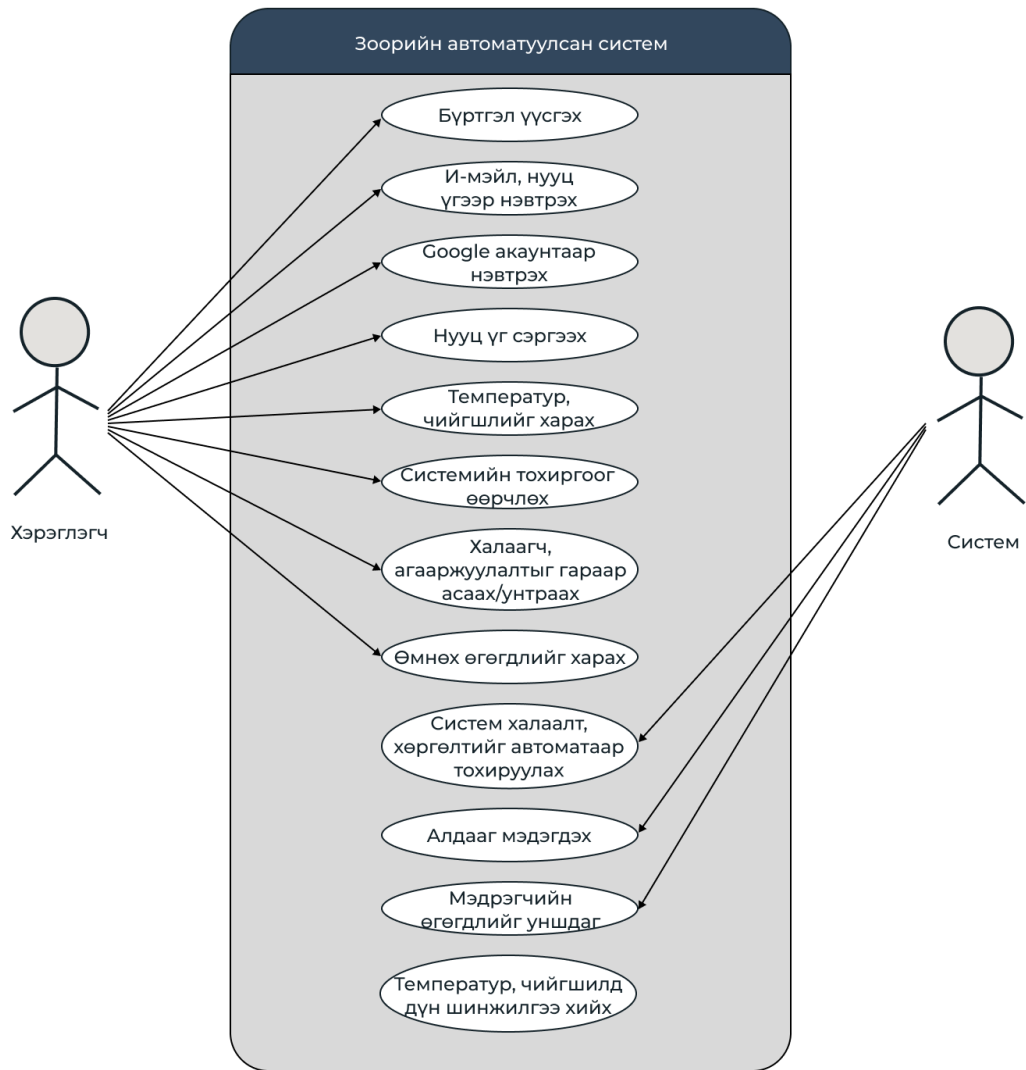 Зоорийн автоматуулсан систем
Бүртгэл үүсгэх
И-мэйл, нууц
үгээр нэвтрэх
Google акаунтаар
нэвтрэх
Нууц үг сэргээх
Температур,
чийгшлийг харах
Системийн тохиргоог
өөрчлөх
Халаагч,
агааржуулалтыг гараар
асаах/унтраах
Өмнөх өгөгдлийг харах
Систем халаалт,
хөргөлтийг автоматаар
тохируулах
Алдааг мэдэгдэх
Мэдрэгчийн
өгөгдлийг уншдаг
Температур, чийгшилд
дүн шинжилгээ хийх
Хэрэглэгч
Систем